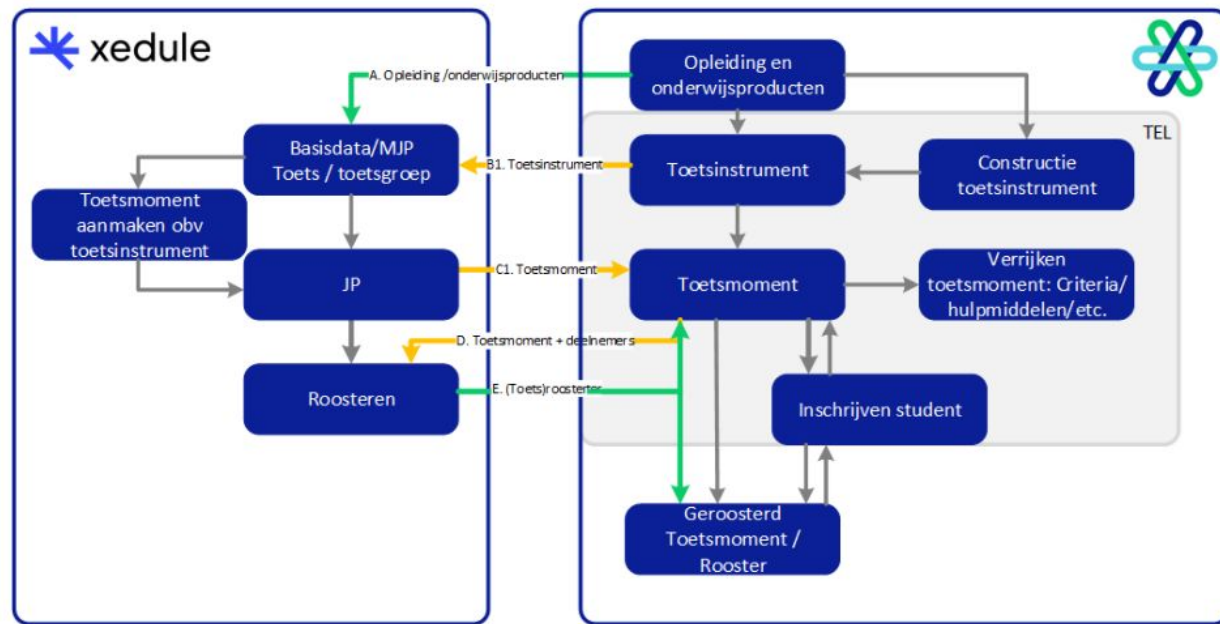 xedule
A. Opleiding /onderwijsproducten
Opleiding en
onderwijsproducten
TEL
Basisdata/MJP
Toets / toetsgroep
B1. Toetsinstrument
Toetsinstrument
Constructie
toetsinstrument
Toetsmoment
aanmaken obv
toetsinstrument
JP
C1. Toetsmoment
Toetsmoment
Verrijken
toetsmoment: Criteria/
hulpmiddelen/etc.
D. Toetsmoment + deelnemers
Roosteren
E. (Toets)roosterter
Inschrijven student
Geroosterd
Toetsmoment /
Rooster